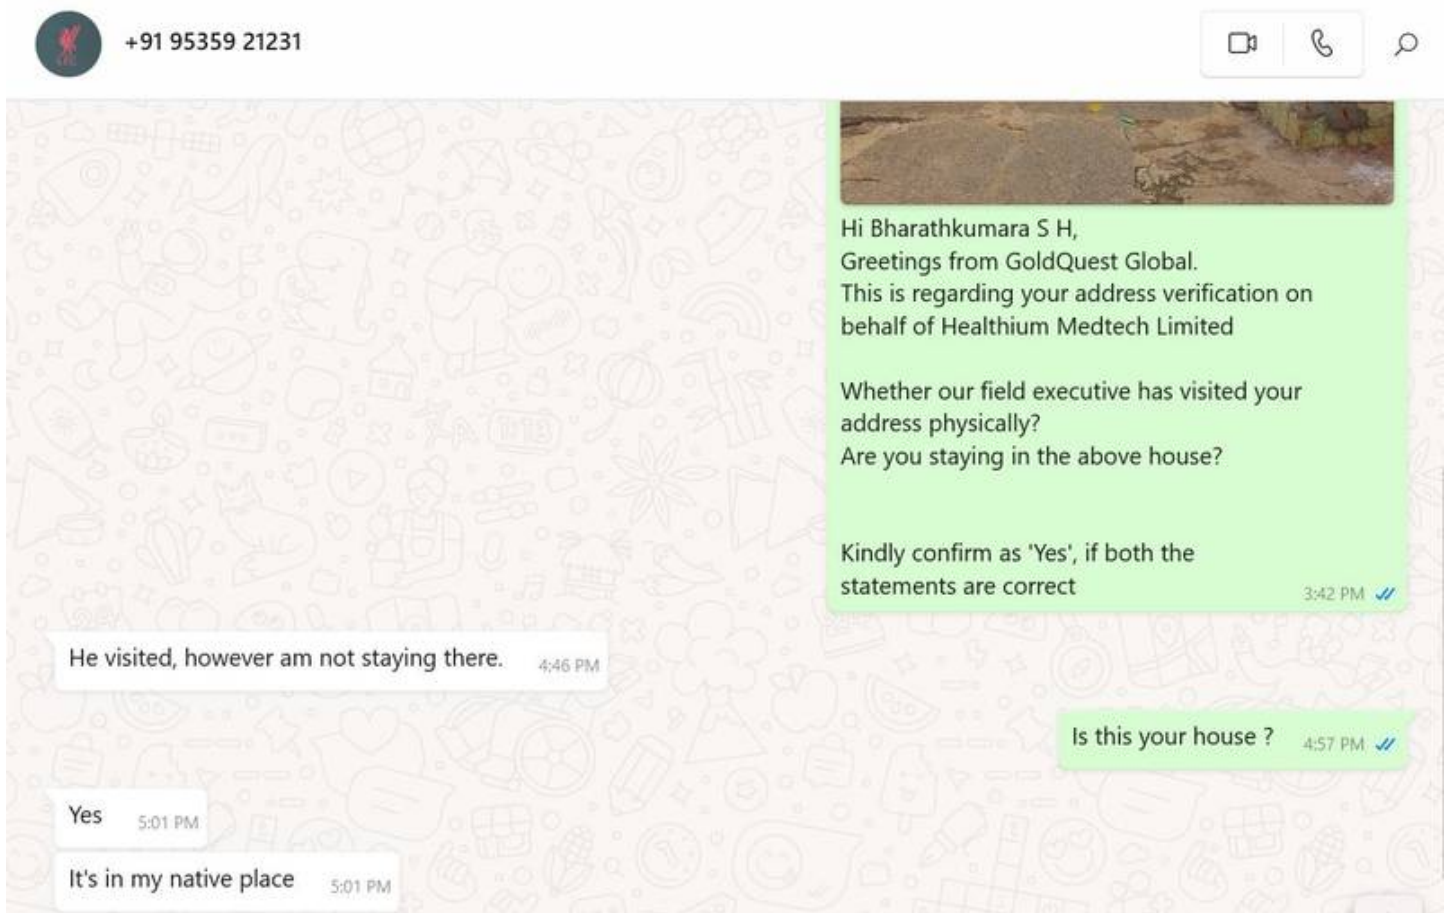 +91 95359 21231
Hi Bharathkumara S H,
Greetings from GoldQuest Global.
This is regarding your address verification on
behalf of Healthium Medtech Limited
Whether our field executive has visited your
address physically?
Are you staying in the above house?
Kindly confirm as 'Yes', if both the
statements are correct
3:42 PM
He visited, however am not staying there.
4:46 PM
Is this your house ?
4:57 PM
Yes
5:01 PM
It's in my native place
5:01 PM